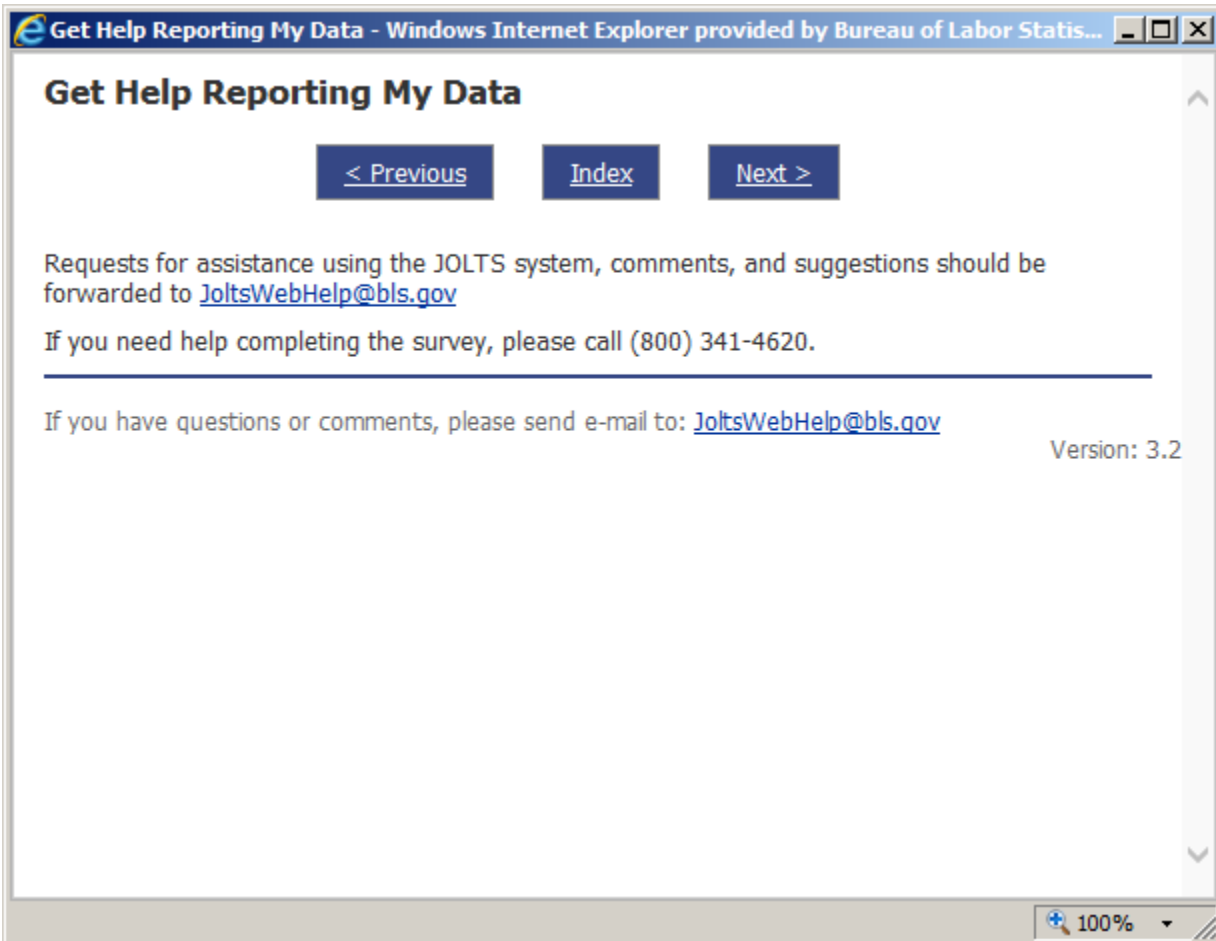 Get Help Reporting My Data - Windows Internet Explorer provided by Bureau of Labor Statis...
Get Help Reporting My Data
< Previous Index Next >
Requests for assistance using the JOLTS system, comments, and suggestions should be
forwarded to JoltsWebHelp@bls.gov
If you need help completing the survey, please call (800) 341-4620.
If you have questions or comments, please send e-mail to: JoltsWebHelp@bls.gov
Version: 3.2
100%